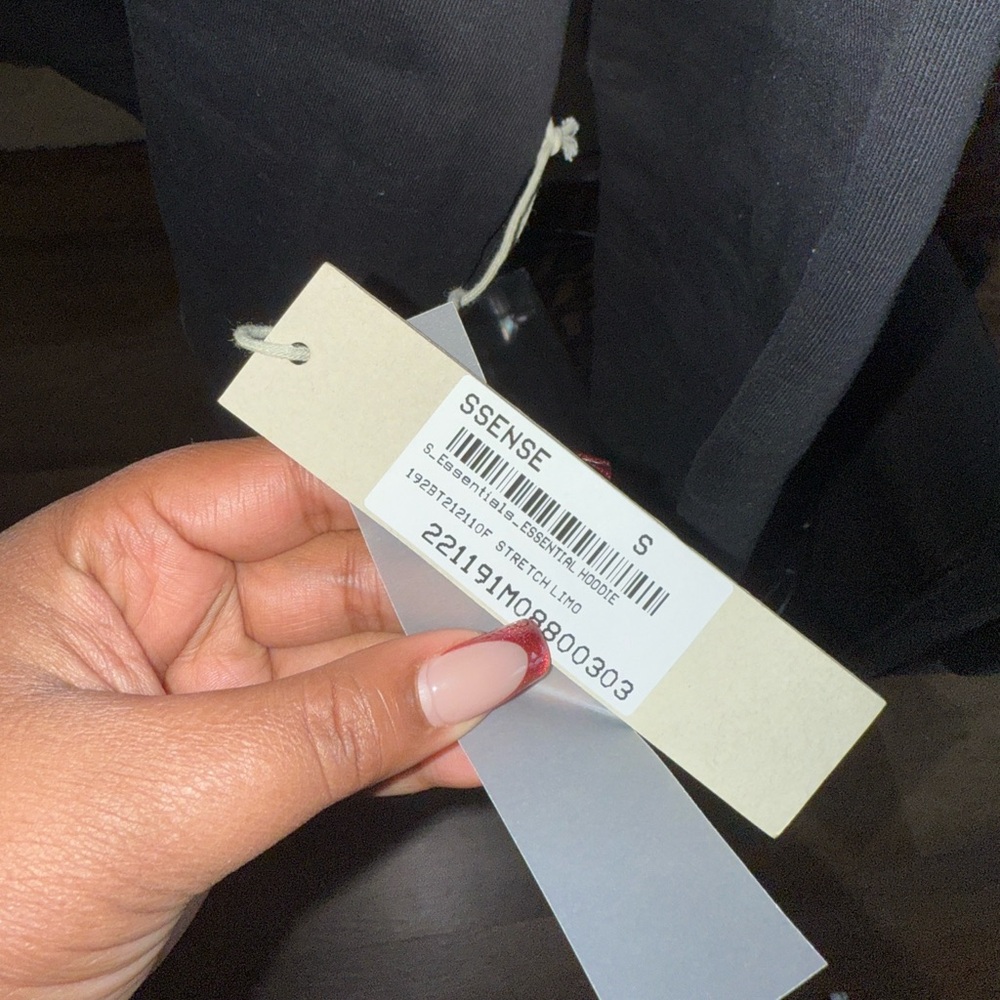 SSENSE
S
S_Essentials_ESSENTIAL HOODIE
192BT212110F STRETCH LIMO
221191M08800303